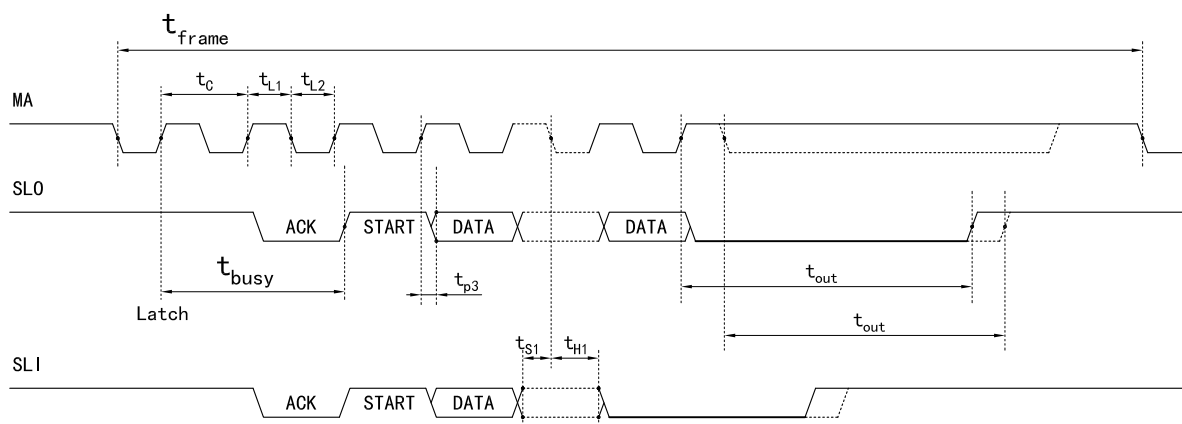 t_frame
t_C t_L1 t_L2
MA
SLO
ACK START DATA DATA
t_busy t_p3 t_out
Latch
t_out
t_S1 t_H1
SLI
ACK START DATA